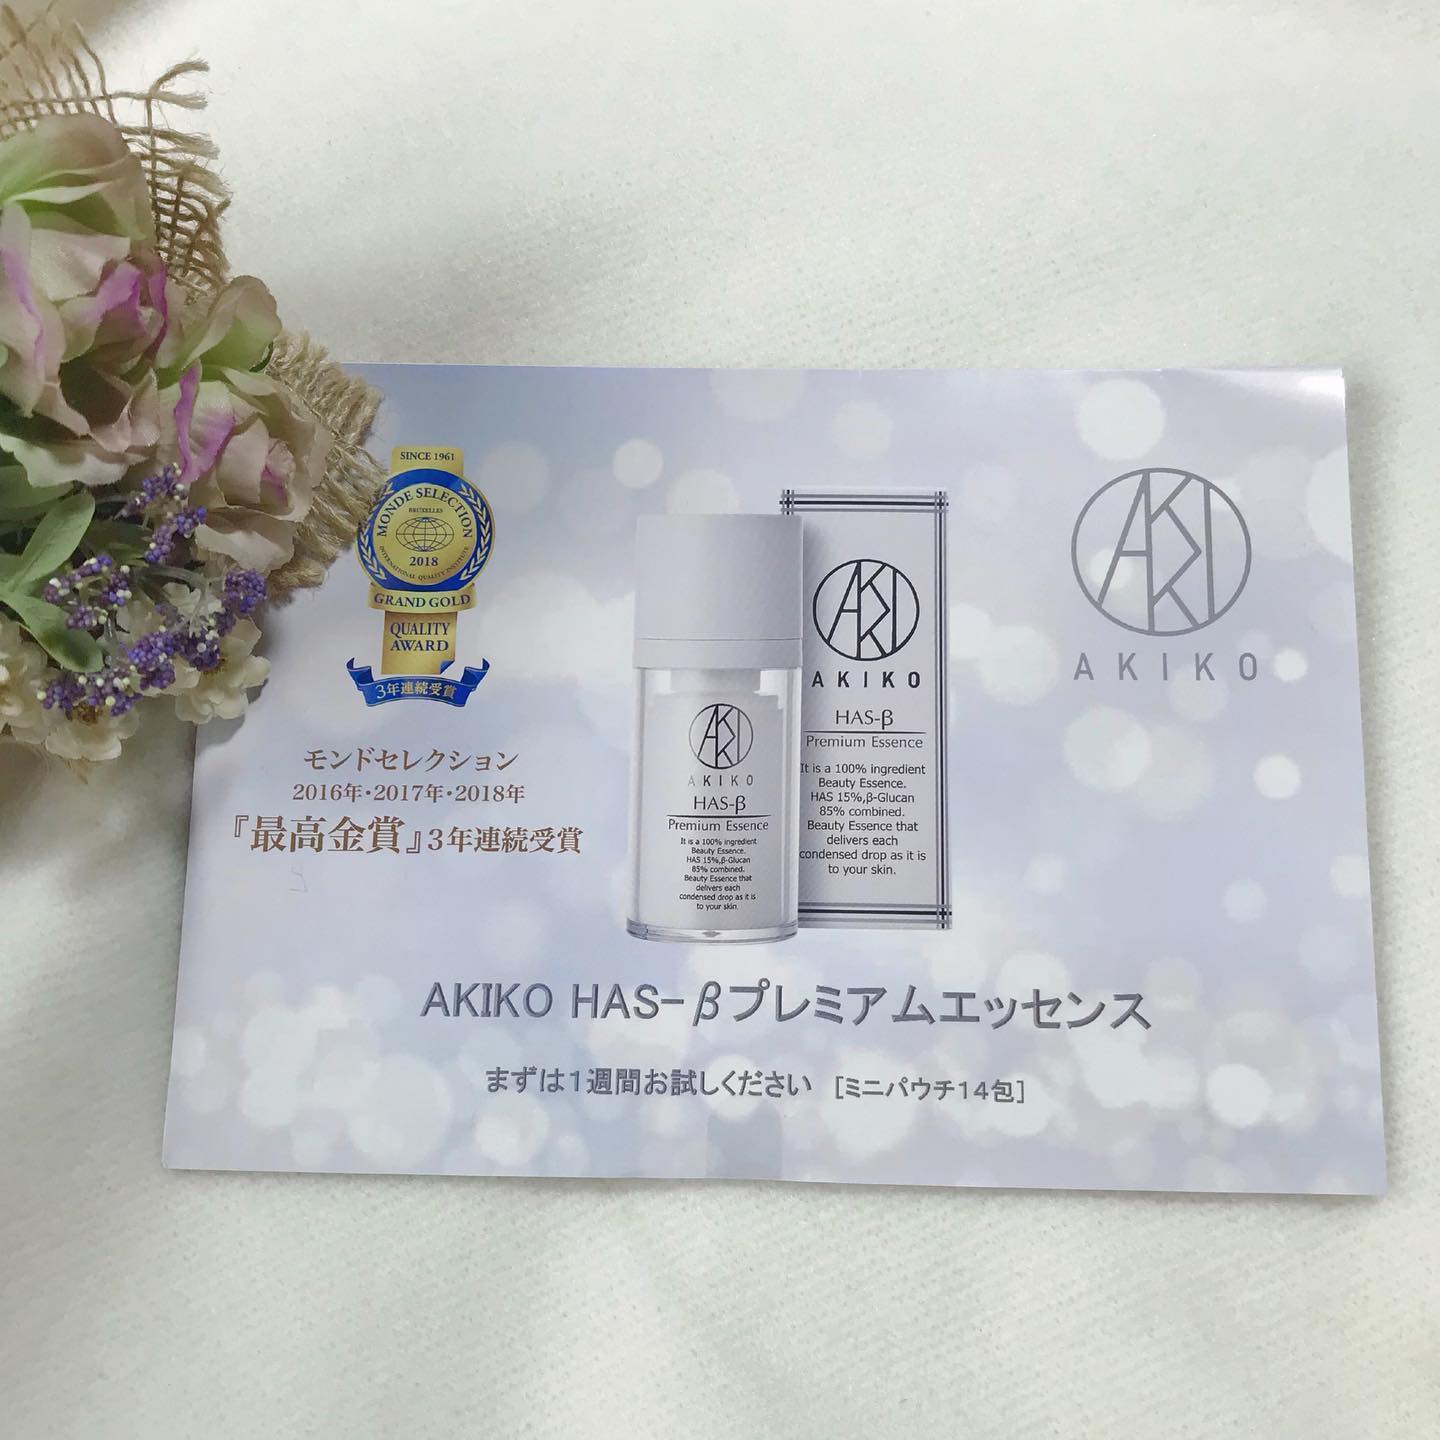 SINCE 1961
MONDE SELECTION
BRUXELLES
2018
INTERNATIONAL QUALITY INSTITUTE
GRAND GOLD
QUALITY
AWARD
3年連続受賞
モンドセレクション
2016年・2017年・2018年
『最高金賞』3年連続受賞
AKIKO
AKIKO
HAS-β
Premium Essence
It is a 100% ingredient
Beauty Essence.
HAS 15%,β-Glucan
85% combined.
Beauty Essence that
delivers each
condensed drop as it is
to your skin.
AKIKO
AKIKO
HAS-β
Premium Essence
It is a 100% ingredient
Beauty Essence.
HAS 15%,β-Glucan
85% combined.
Beauty Essence that
delivers each
condensed drop as it is
to your skin.
AKIKO
AKIKO
AKIKO HAS-βプレミアムエッセンス
まずは1週間お試しください [ミニパウチ14包]